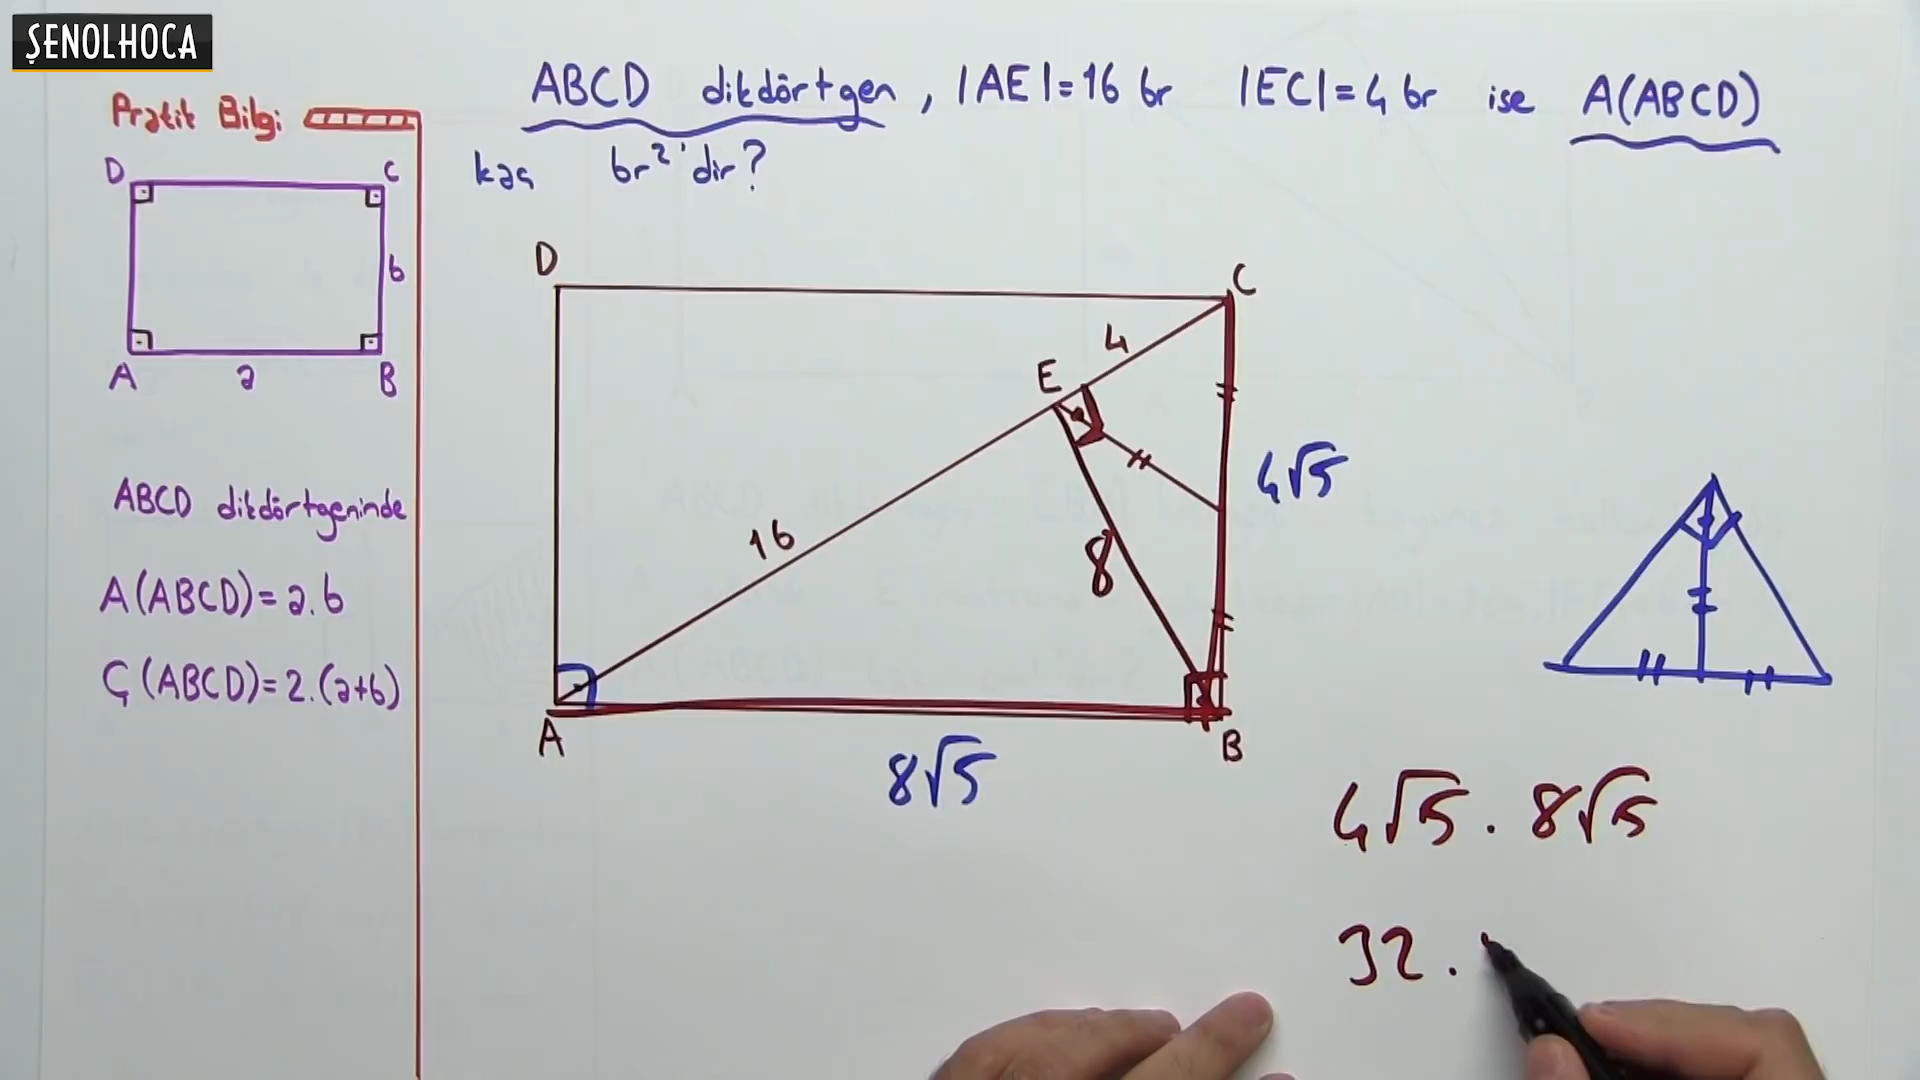 ŞENOLHOCA
ABCD dikdörtgen, |AE|=16 br |EC|=4 br ise A(ABCD)
kaç br²'dir?
Pratik Bilgi
D C
b
A a B
ABCD dikdörtgeninde
A(ABCD)=a.b
Ç(ABCD)=2.(a+b)
D C
4
E
4√5
16
8
A B
8√5
4√5 . 8√5
32 .